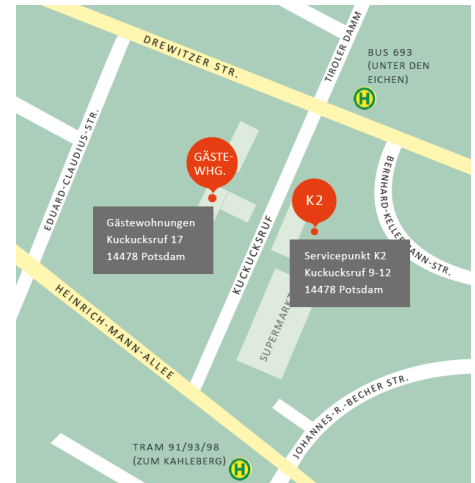 DREWITZER STR.
TIROLER DAMM
BUS 693
(UNTER DEN
EICHEN)
H
EDUARD-CLAUDIUS-STR.
GÄSTE-
WHG.
K2
BERNHARD-KELLERMANN-STR.
Gästewohnungen
Kuckucksruf 17
14478 Potsdam
KUCKUCKSRUF
Servicepunkt K2
Kuckucksruf 9-12
14478 Potsdam
SUPERMARKT
HEINRICH-MANN-ALLEE
JOHANNES-R.-BECHER STR.
TRAM 91/93/98
(ZUM KAHLEBERG)
H